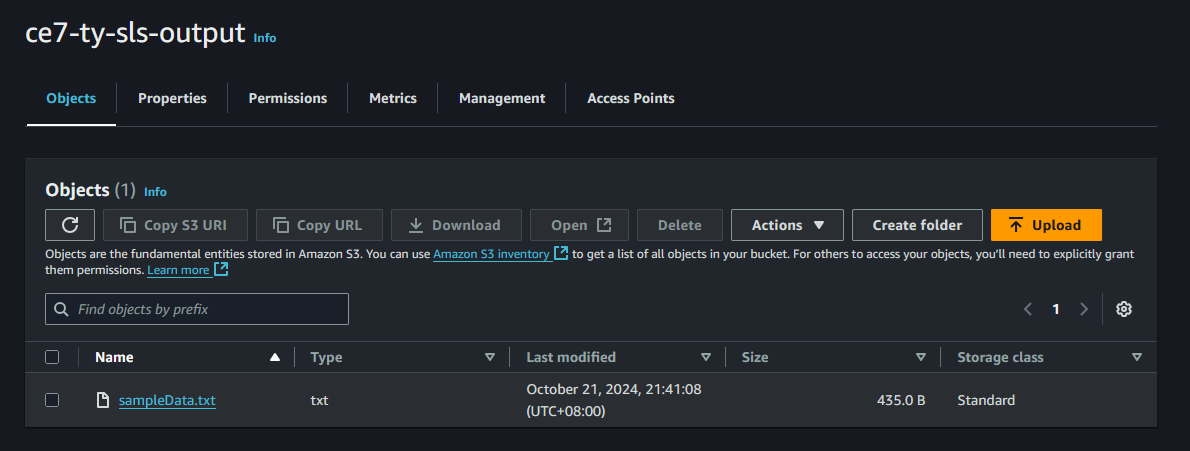 ce7-ty-sls-output Info
Objects Properties Permissions Metrics Management Access Points
Objects (1) Info
Copy S3 URI Copy URL Download Open Delete Actions Create folder Upload
Objects are the fundamental entities stored in Amazon S3. You can use Amazon S3 inventory to get a list of all objects in your bucket. For others to access your objects, you'll need to explicitly grant
them permissions. Learn more
Find objects by prefix 1
Name Type Last modified Size Storage class
sampleData.txt txt October 21, 2024, 21:41:08 435.0 B Standard
(UTC+08:00)